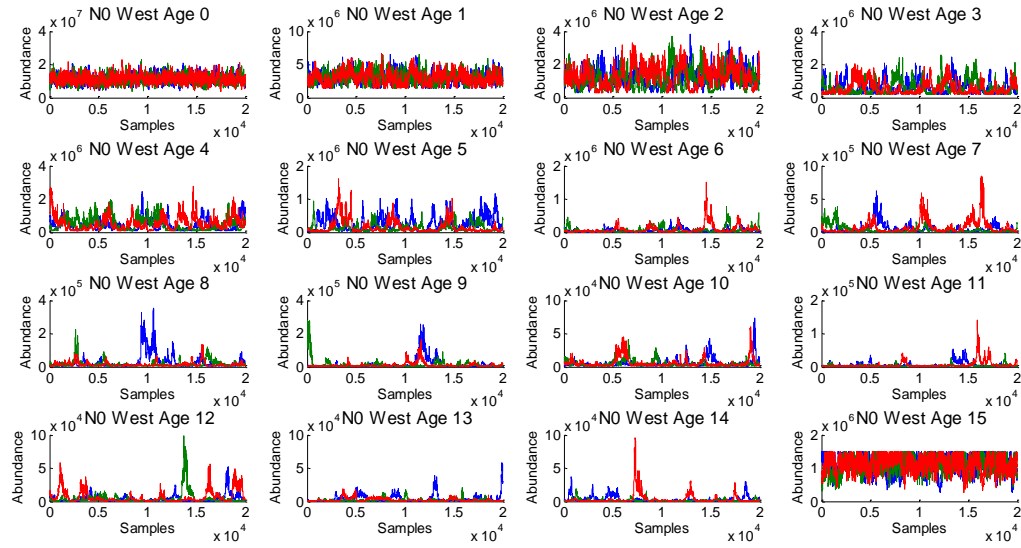 N0 West Age 0
x 10^7
4
2
0
Abundance
0 0.5 1 1.5 2
Samples
x 10^4
N0 West Age 1
x 10^6
10
5
0
Abundance
0 0.5 1 1.5 2
Samples
x 10^4
N0 West Age 2
x 10^6
4
2
0
Abundance
0 0.5 1 1.5 2
Samples
x 10^4
N0 West Age 3
x 10^6
4
2
0
Abundance
0 0.5 1 1.5 2
Samples
x 10^4
N0 West Age 4
x 10^6
4
2
0
Abundance
0 0.5 1 1.5 2
Samples
x 10^4
N0 West Age 5
x 10^6
2
1
0
Abundance
0 0.5 1 1.5 2
Samples
x 10^4
N0 West Age 6
x 10^6
2
1
0
Abundance
0 0.5 1 1.5 2
Samples
x 10^4
N0 West Age 7
x 10^5
10
5
0
Abundance
0 0.5 1 1.5 2
Samples
x 10^4
N0 West Age 8
x 10^5
4
2
0
Abundance
0 0.5 1 1.5 2
Samples
x 10^4
N0 West Age 9
x 10^5
4
2
0
Abundance
0 0.5 1 1.5 2
Samples
x 10^4
N0 West Age 10
x 10^4
10
5
0
Abundance
0 0.5 1 1.5 2
Samples
x 10^4
N0 West Age 11
x 10^5
2
1
0
Abundance
0 0.5 1 1.5 2
Samples
x 10^4
N0 West Age 12
x 10^4
10
5
0
Abundance
0 0.5 1 1.5 2
Samples
x 10^4
N0 West Age 13
x 10^4
10
5
0
Abundance
0 0.5 1 1.5 2
Samples
x 10^4
N0 West Age 14
x 10^4
10
5
0
Abundance
0 0.5 1 1.5 2
Samples
x 10^4
N0 West Age 15
x 10^6
2
1
0
Abundance
0 0.5 1 1.5 2
Samples
x 10^4